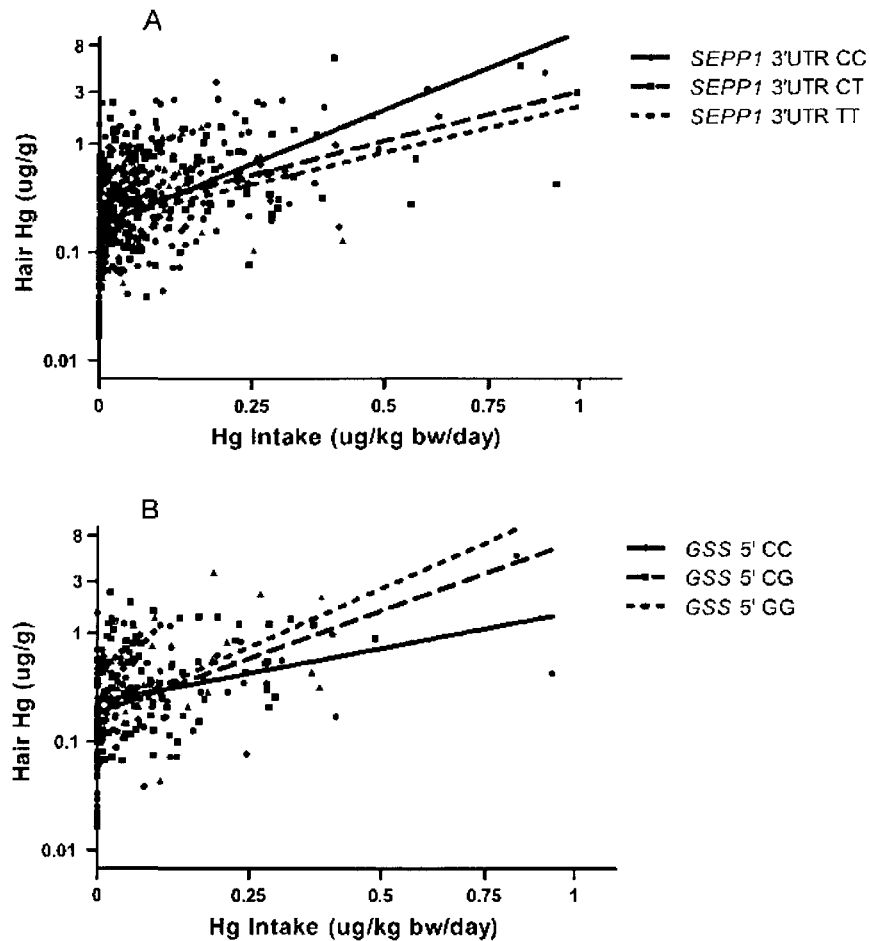 A
8
3
1
0.1
0.01
Hair Hg (ug/g)
0
0.25
0.5
0.75
1
Hg Intake (ug/kg bw/day)
SEPP1 3'UTR CC
SEPP1 3'UTR CT
SEPP1 3'UTR TT
B
8
3
1
0.1
0.01
Hair Hg (ug/g)
0
0.25
0.5
0.75
1
Hg Intake (ug/kg bw/day)
GSS 5' CC
GSS 5' CG
GSS 5' GG